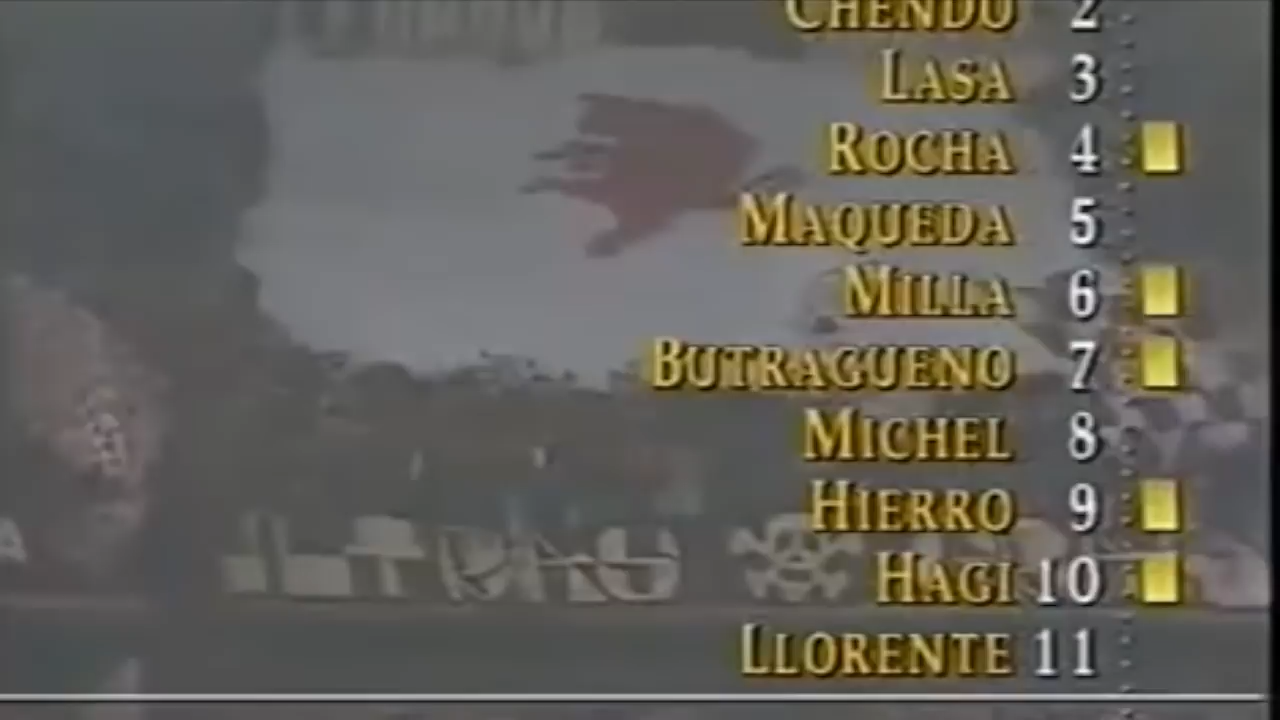 CHENDO 2
LASA 3
ROCHA 4
MAQUEDA 5
MILLA 6
BUTRAGUENO 7
MICHEL 8
HIERRO 9
HAGI 10
LLORENTE 11
ULTRAS